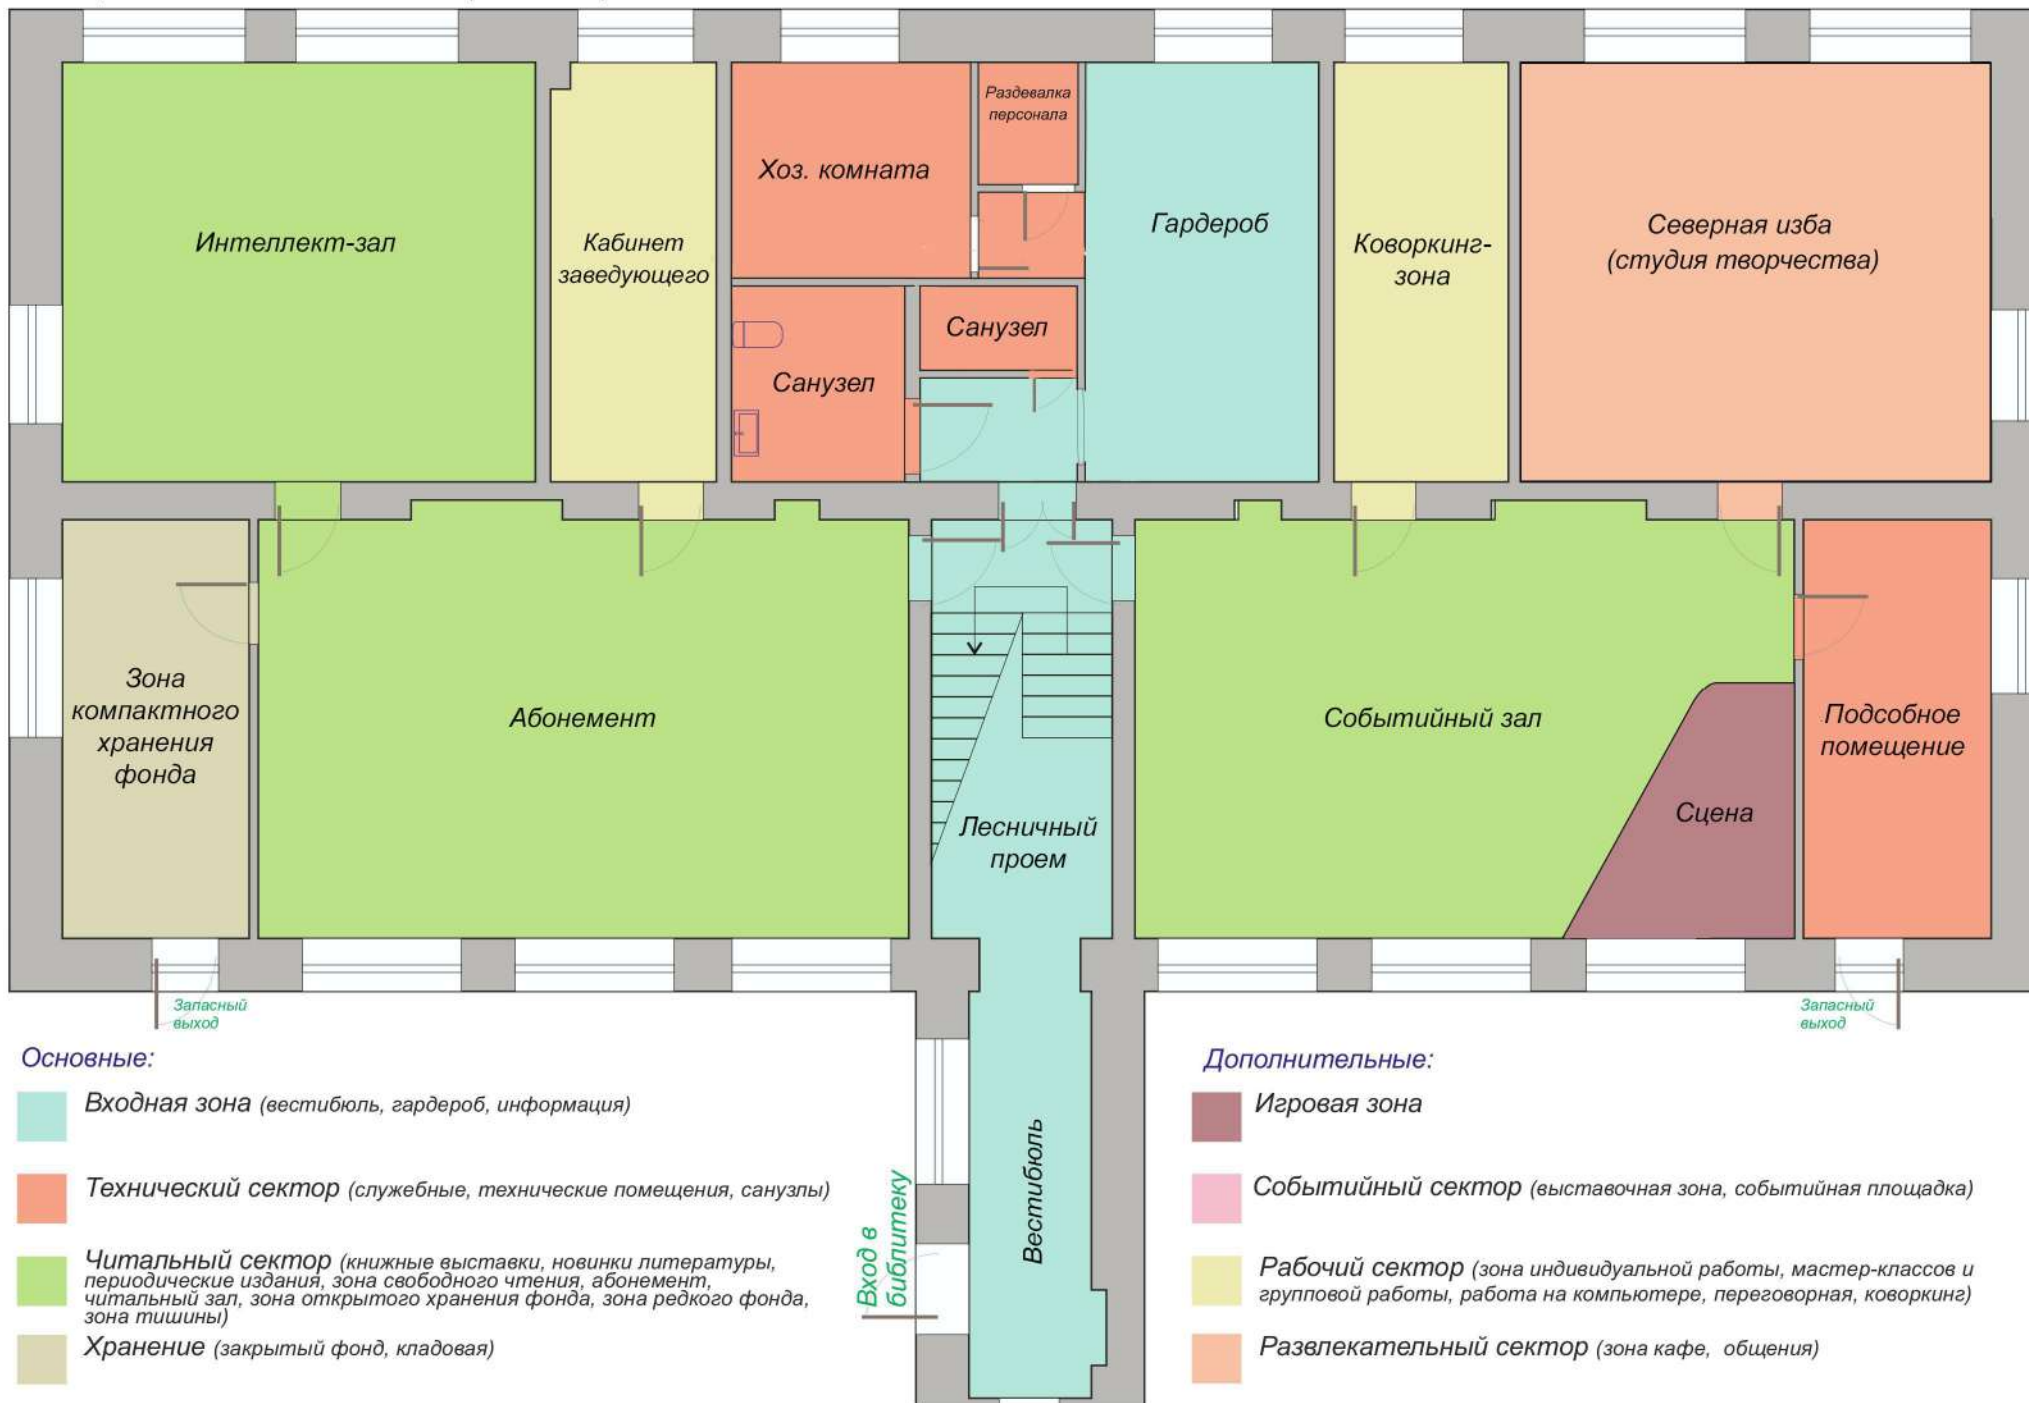 Раздевалка
персонала
Хоз. комната
Интеллект-зал
Кабинет
заведующего
Гардероб
Коворкинг-
зона
Северная изба
(студия творчества)
Санузел
Санузел
Зона
компактного
хранения
фонда
Абонемент
Лесничный
проем
Событийный зал
Сцена
Подсобное
помещение
Запасный
выход
Запасный
выход
Основные:
Входная зона (вестибюль, гардероб, информация)
Технический сектор (служебные, технические помещения, санузлы)
Читальный сектор (книжные выставки, новинки литературы,
периодические издания, зона свободного чтения, абонемент,
читальный зал, зона открытого хранения фонда, зона редкого фонда,
зона тишины)
Хранение (закрытый фонд, кладовая)
Вход в
библитеку
Вестибюль
Дополнительные:
Игровая зона
Событийный сектор (выставочная зона, событийная площадка)
Рабочий сектор (зона индивидуальной работы, мастер-классов и
групповой работы, работа на компьютере, переговорная, коворкинг)
Развлекательный сектор (зона кафе, общения)